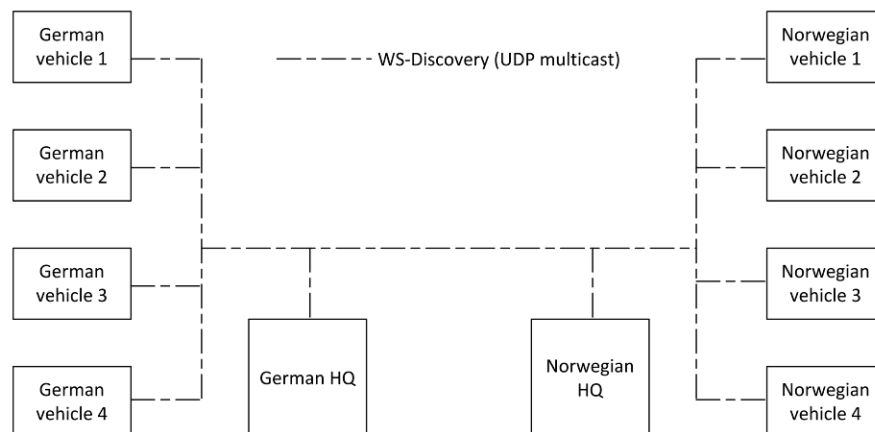 German
vehicle 1
WS-Discovery (UDP multicast)
Norwegian
vehicle 1
German
vehicle 2
Norwegian
vehicle 2
German
vehicle 3
Norwegian
vehicle 3
German
vehicle 4
German HQ
Norwegian
HQ
Norwegian
vehicle 4